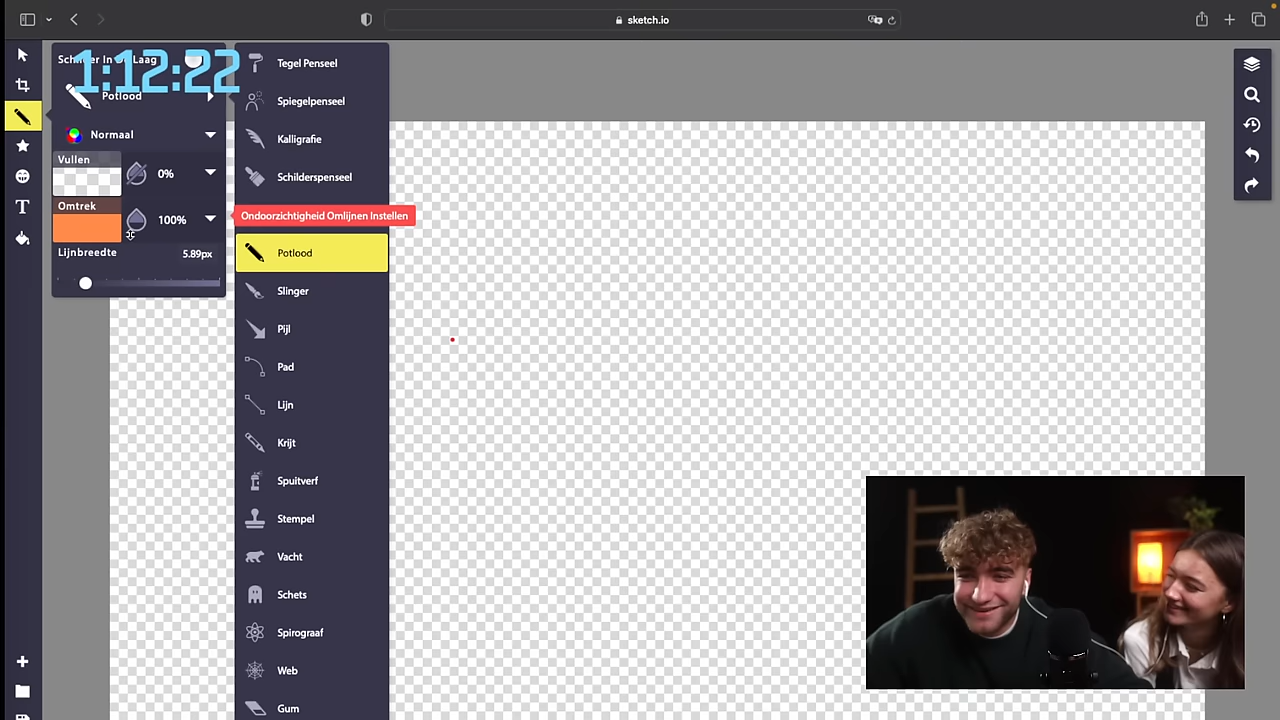 sketch.io
1:12:22
Potlood
Normaal
Vullen
0%
Omtrek
100%
Lijnbreedte
5.89px
Tegel Penseel
Spiegelpenseel
Kalligrafie
Schilderspenseel
Ondoorzichtigheid Omlijnen Instellen
Potlood
Slinger
Pijl
Pad
Lijn
Krijt
Spuitverf
Stempel
Vacht
Schets
Spirograaf
Web
Gum
T